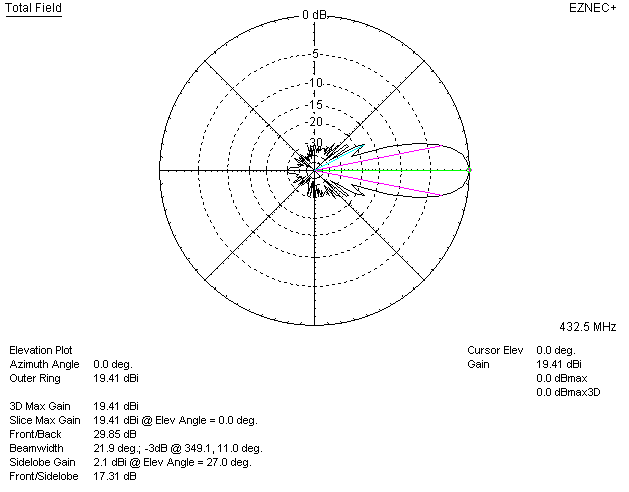 Total Field
EZNEC+
0 dB
-5
-10
-15
-20
-30
432.5 MHz
Elevation Plot
Azimuth Angle 0.0 deg.
Outer Ring 19.41 dBi
3D Max Gain 19.41 dBi
Slice Max Gain 19.41 dBi @ Elev Angle = 0.0 deg.
Front/Back 29.85 dB
Beamwidth 21.9 deg.; -3dB @ 349.1, 11.0 deg.
Sidelobe Gain 2.1 dBi @ Elev Angle = 27.0 deg.
Front/Sidelobe 17.31 dB
Cursor Elev 0.0 deg.
Gain 19.41 dBi
0.0 dBmax
0.0 dBmax3D